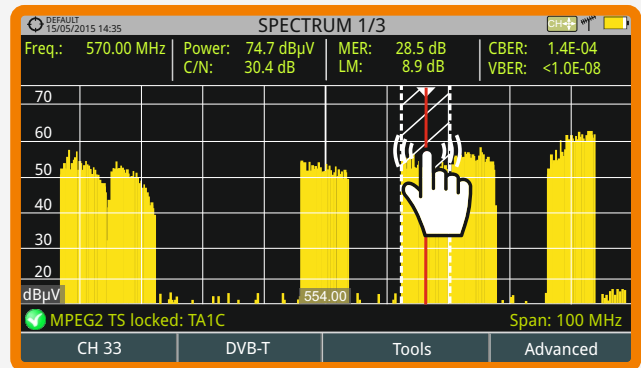 DEFAULT
15/05/2015 14:35
SPECTRUM 1/3
CH
Freq.: 570.00 MHz Power: 74.7 dBµV MER: 28.5 dB CBER: 1.4E-04
C/N: 30.4 dB LM: 8.9 dB VBER: <1.0E-08
70
60
50
40
30
20
dBµV 554.00
MPEG2 TS locked: TA1C Span: 100 MHz
CH 33 DVB-T Tools Advanced